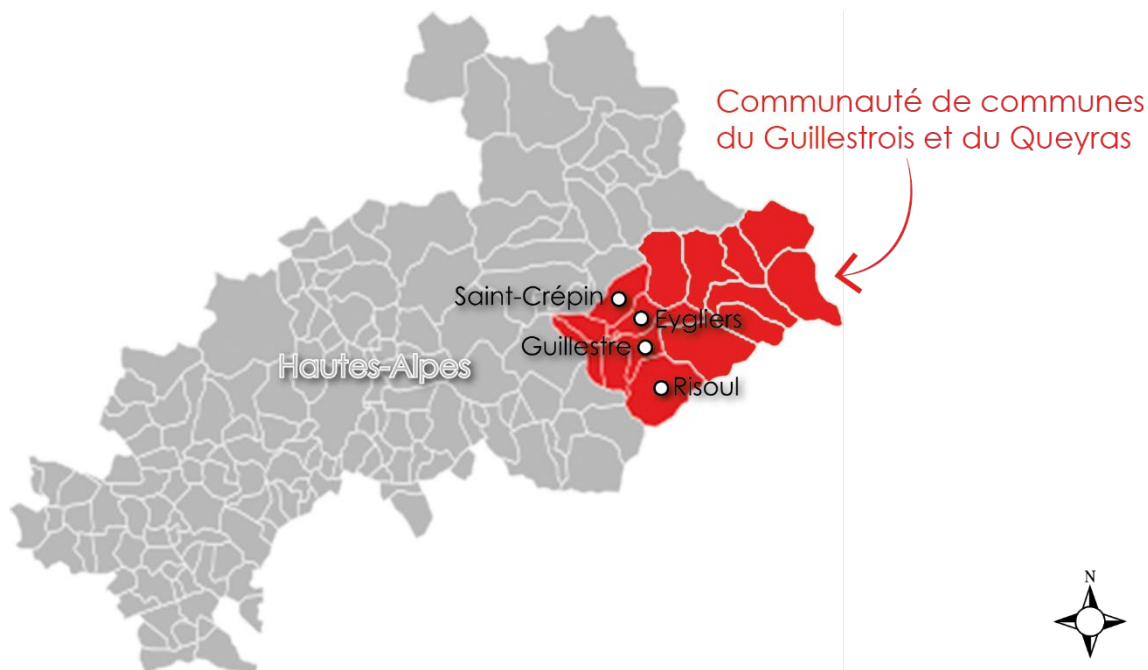 Communauté de communes
du Guillestrois et du Queyras
Saint-Crépin
Eygliers
Guillestre
Hautes-Alpes
Risoul
N